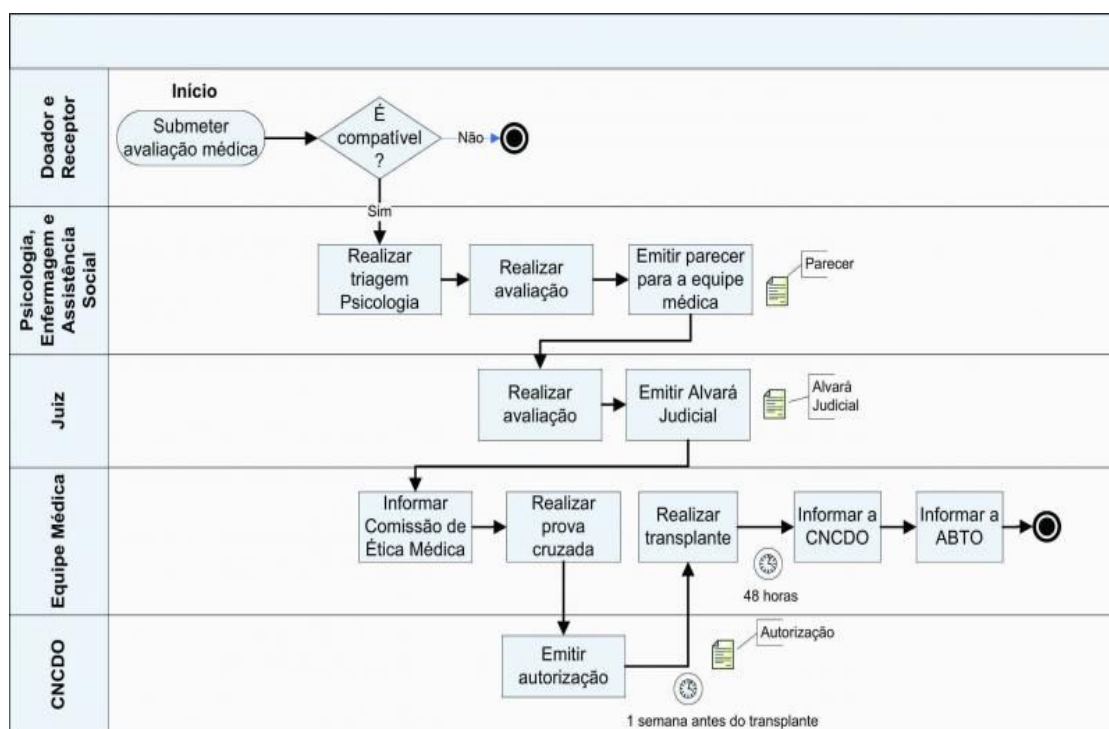 Doador e
Receptor
Início
Submeter
avaliação médica
É
compatível
?
Não
Sim
Psicologia,
Enfermagem e
Assistência
Social
Realizar
triagem
Psicologia
Realizar
avaliação
Emitir parecer
para a equipe
médica
Parecer
Juiz
Realizar
avaliação
Emitir Alvará
Judicial
Alvará
Judicial
Equipe Médica
Informar
Comissão de
Ética Médica
Realizar
prova
cruzada
Realizar
transplante
48 horas
Informar a
CNCDO
Informar a
ABTO
CNCDO
Emitir
autorização
Autorização
1 semana antes do transplante